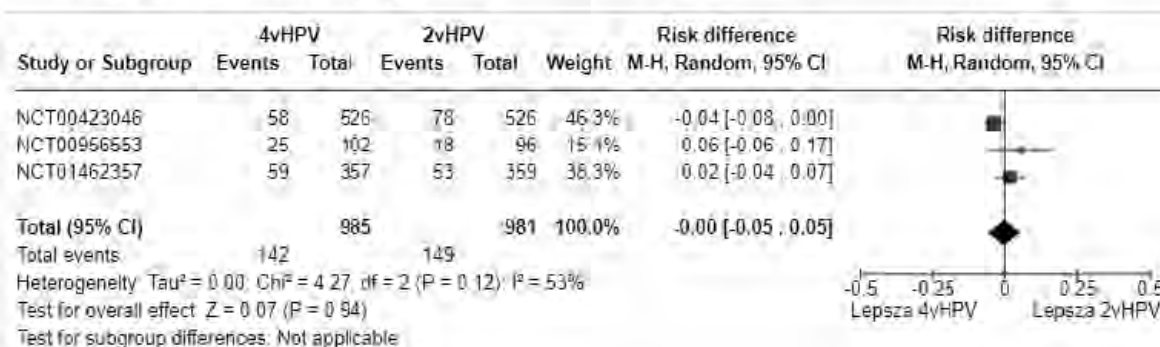 4vHPV 2vHPV Risk difference Risk difference
Study or Subgroup Events Total Events Total Weight M-H, Random, 95% CI M-H, Random, 95% CI
NCT00423046 58 526 78 526 46.3% -0.04 [-0.08 , 0.00]
NCT00956553 25 102 18 96 15.4% 0.06 [-0.06 , 0.17]
NCT01462357 59 357 53 359 38.3% 0.02 [-0.04 , 0.07]
Total (95% CI) 985 981 100.0% -0.00 [-0.05 , 0.05]
Total events: 142 149
Heterogeneity: Tau² = 0.00; Chi² = 4.27, df = 2 (P = 0.12); I² = 53%
Test for overall effect: Z = 0.07 (P = 0.94)
Test for subgroup differences: Not applicable
-0.5 -0.25 0 0.25 0.5
Lepsza 4vHPV Lepsza 2vHPV